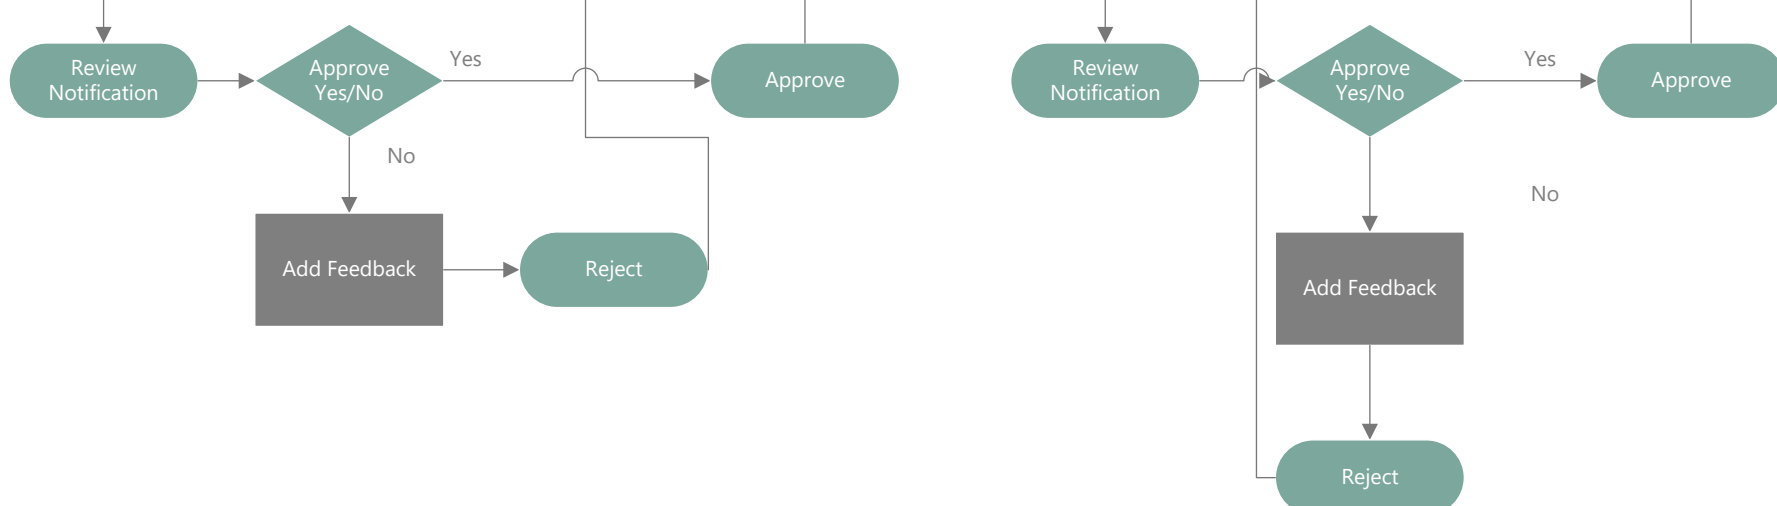 Review
Notification
Approve
Yes/No
Yes
Approve
No
Add Feedback
Reject
Review
Notification
Approve
Yes/No
Yes
Approve
No
Add Feedback
Reject